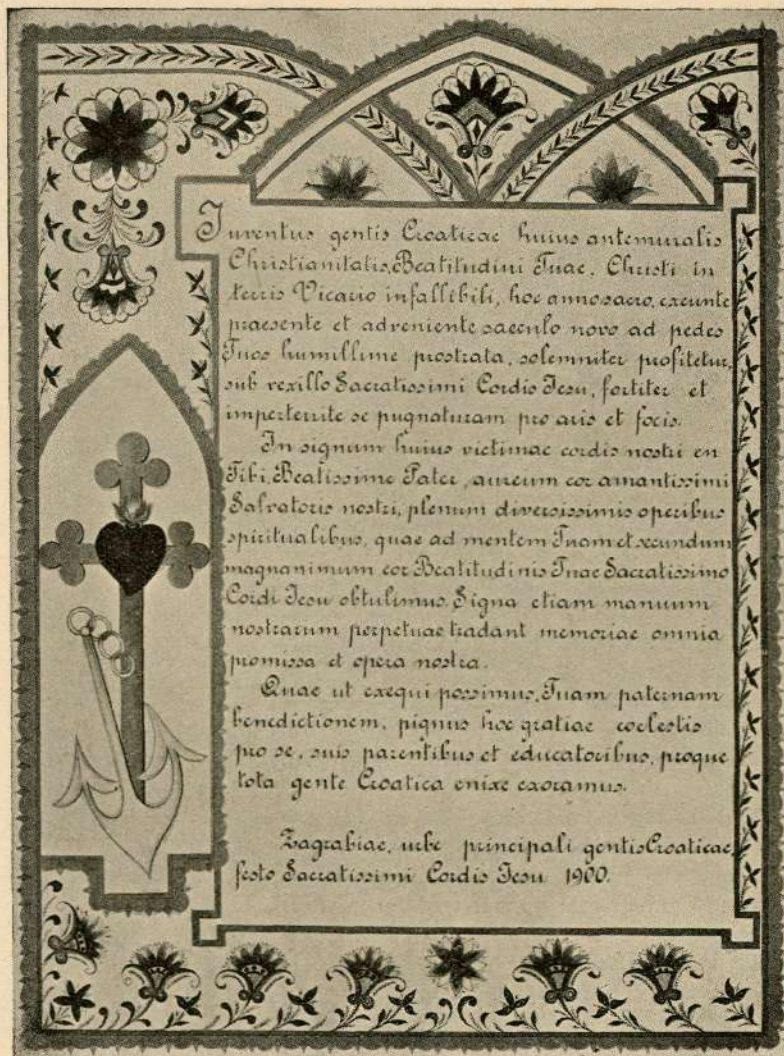 Juventus gentis Croaticae huius antemuralis
Christianitatis, Beatitudini Tuae, Christi in
terris Vicario infallibili, hoc anno sacro, exeunte
praesente et adveniente saeculo novo ad pedes
Tuos humillime prostrata, solemniter profitetur,
sub vexillo Sacratissimi Cordis Jesu, fortiter et
imperterrite se pugnaturam pro aris et focis.
In signum huius victimae cordis nostri en
Tibi, Beatissime Pater, aureum cor amantissimi
Salvatoris nostri, plenum diversissimis operibus
spiritualibus, quae ad mentem Tuam et secundum
magnanimum cor Beatitudinis Tuae Sacratissimo
Cordi Jesu obtulimus. Signa etiam manuum
nostrarum perpetuae tradant memoriae omnia
promissa et opera nostra.
Quae ut exequi possimus, Tuam paternam
benedictionem, pignus hoc gratiae coelestis
pro se, suis parentibus et educatoribus, proque
tota gente Croatica enixe exoramus.
Zagrabiae, urbe principali gentis Croaticae,
festo Sacratissimi Cordis Jesu 1900.